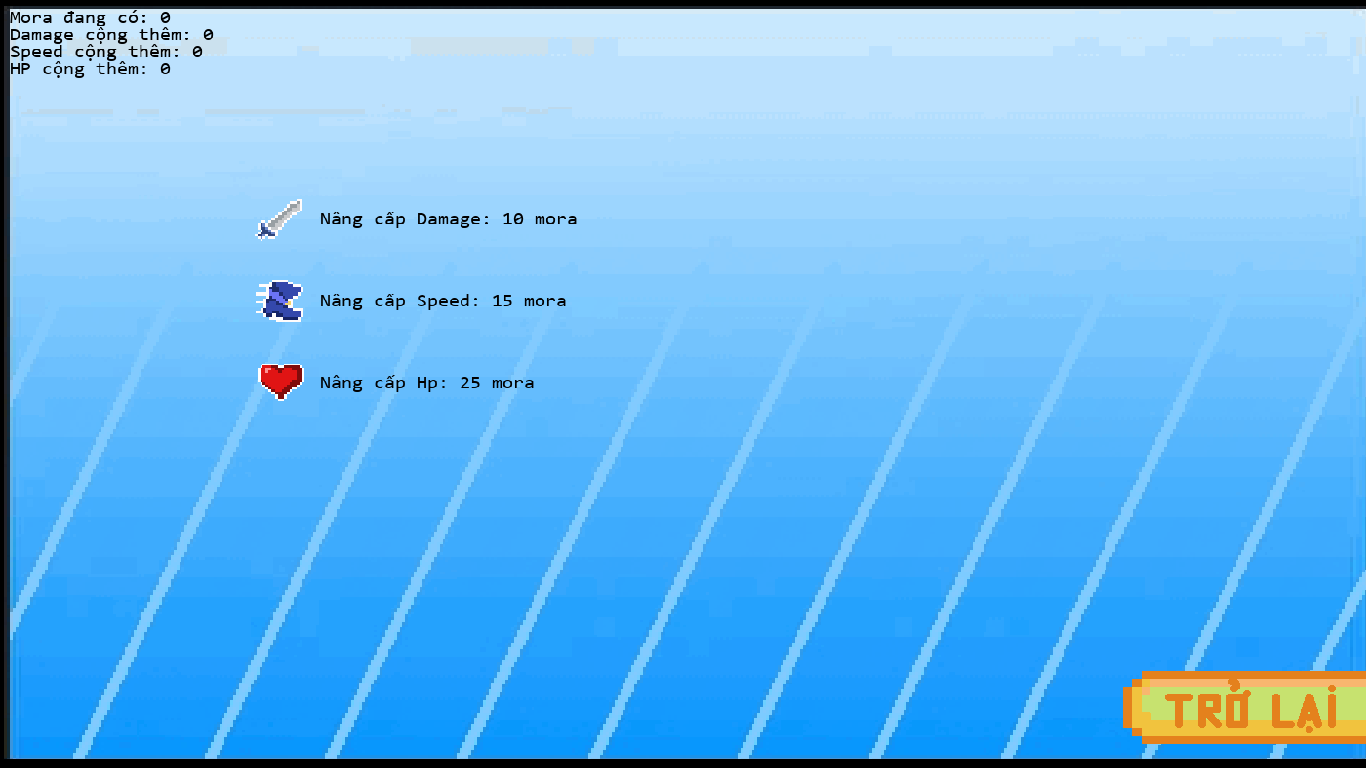 Mora đang có: 0
Damage cộng thêm: 0
Speed cộng thêm: 0
HP cộng thêm: 0
Nâng cấp Damage: 10 mora
Nâng cấp Speed: 15 mora
Nâng cấp Hp: 25 mora
TRỞ LẠI